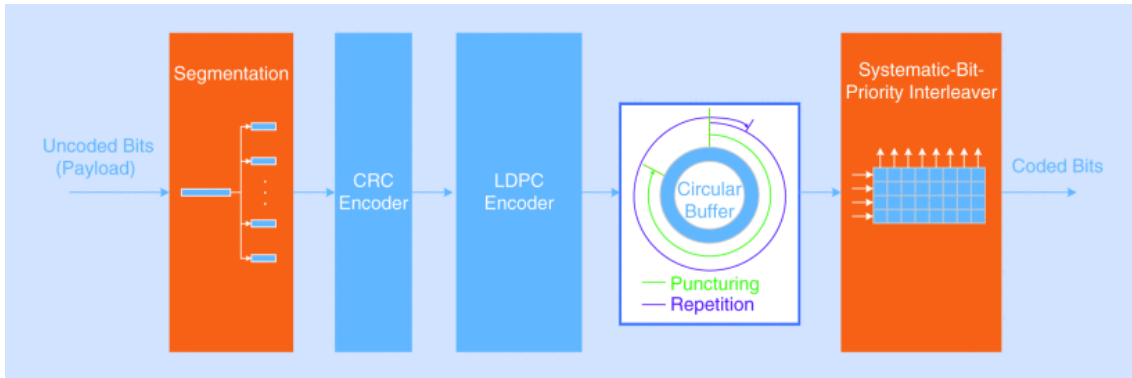 Uncoded Bits
(Payload)
Segmentation
CRC
Encoder
LDPC
Encoder
Circular
Buffer
Puncturing
Repetition
Systematic-Bit-
Priority Interleaver
Coded Bits